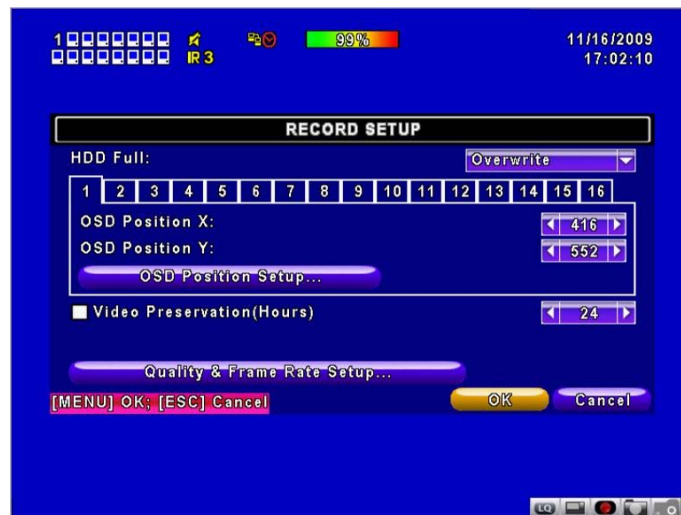 1 99% 11/16/2009
IR 3 17:02:10
RECORD SETUP
HDD Full: Overwrite
1 2 3 4 5 6 7 8 9 10 11 12 13 14 15 16
OSD Position X: 416
OSD Position Y: 552
OSD Position Setup...
Video Preservation(Hours) 24
Quality & Frame Rate Setup...
[MENU] OK; [ESC] Cancel OK Cancel
LQ